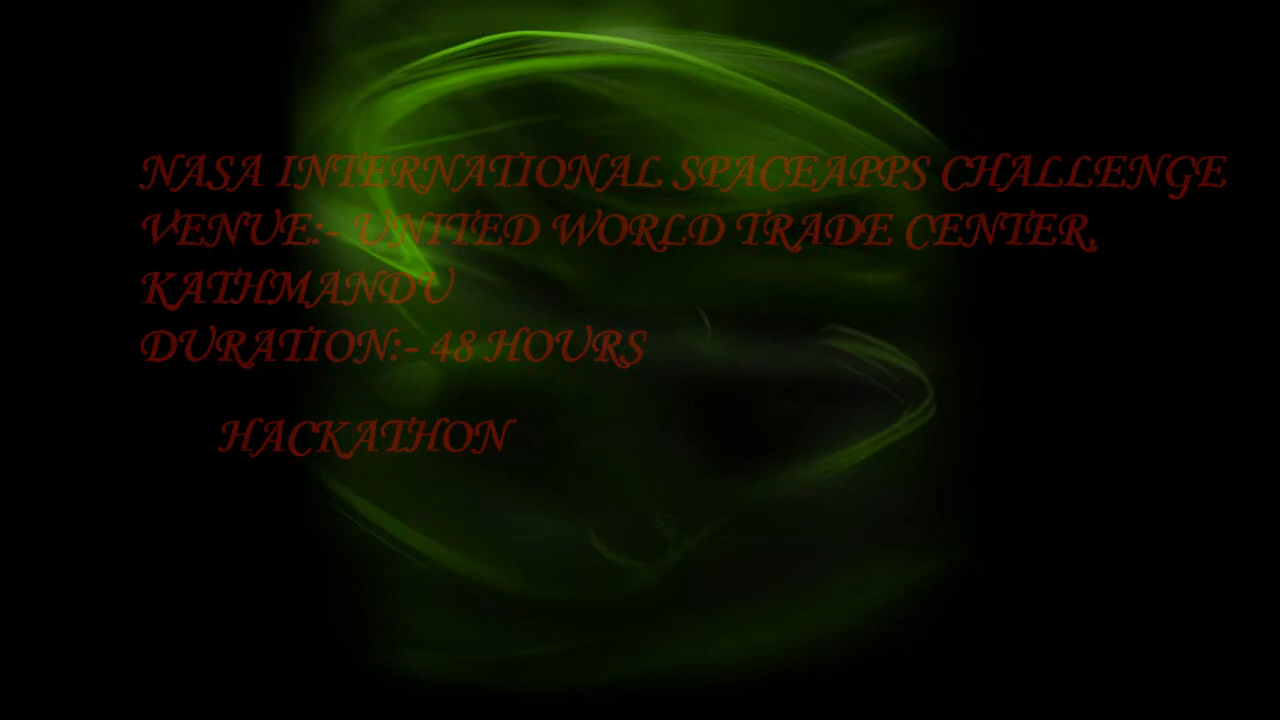 NASA INTERNATIONAL SPACEAPPS CHALLENGE
VENUE:- UNITED WORLD TRADE CENTER,
KATHMANDU
DURATION:- 48 HOURS
HACKATHON